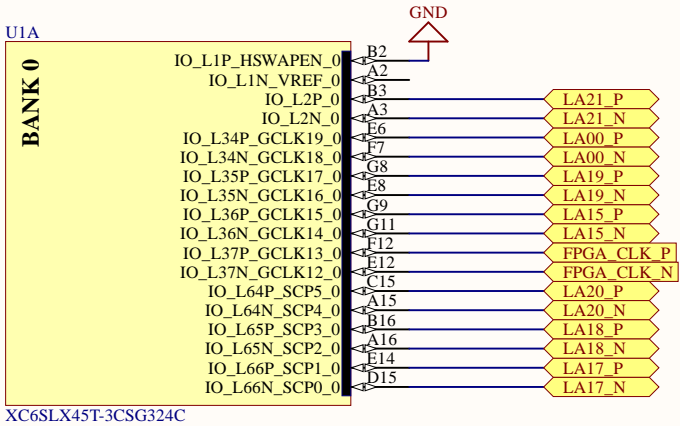 GND
U1A
BANK 0
IO_L1P_HSWAPEN_0 B2
IO_L1N_VREF_0 A2
IO_L2P_0 B3 LA21_P
IO_L2N_0 A3 LA21_N
IO_L34P_GCLK19_0 E6 LA00_P
IO_L34N_GCLK18_0 F7 LA00_N
IO_L35P_GCLK17_0 G8 LA19_P
IO_L35N_GCLK16_0 E8 LA19_N
IO_L36P_GCLK15_0 G9 LA15_P
IO_L36N_GCLK14_0 G11 LA15_N
IO_L37P_GCLK13_0 F12 FPGA_CLK_P
IO_L37N_GCLK12_0 E12 FPGA_CLK_N
IO_L64P_SCP5_0 C15 LA20_P
IO_L64N_SCP4_0 A15 LA20_N
IO_L65P_SCP3_0 B16 LA18_P
IO_L65N_SCP2_0 A16 LA18_N
IO_L66P_SCP1_0 E14 LA17_P
IO_L66N_SCP0_0 D15 LA17_N
XC6SLX45T-3CSG324C